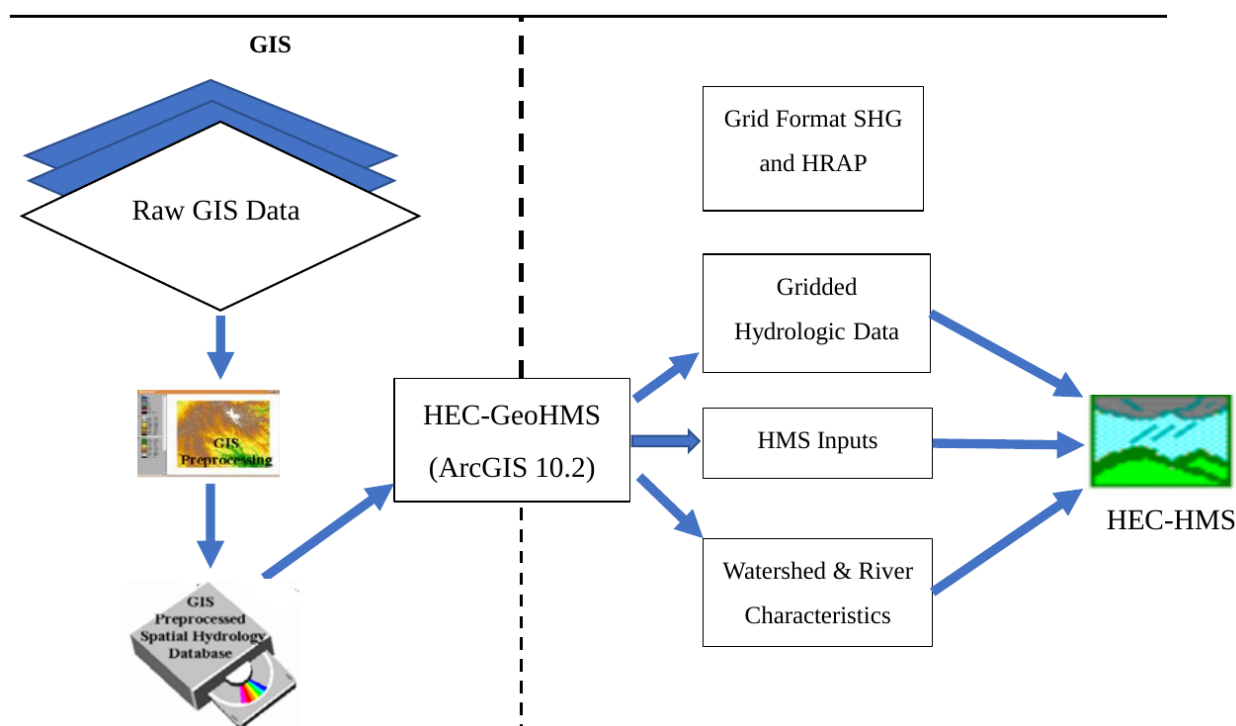 GIS
Raw GIS Data
GIS
Preprocessing
GIS
Preprocessed
Spatial Hydrology
Database
HEC-GeoHMS
(ArcGIS 10.2)
Grid Format SHG
and HRAP
Gridded
Hydrologic Data
HMS Inputs
Watershed & River
Characteristics
HEC-HMS